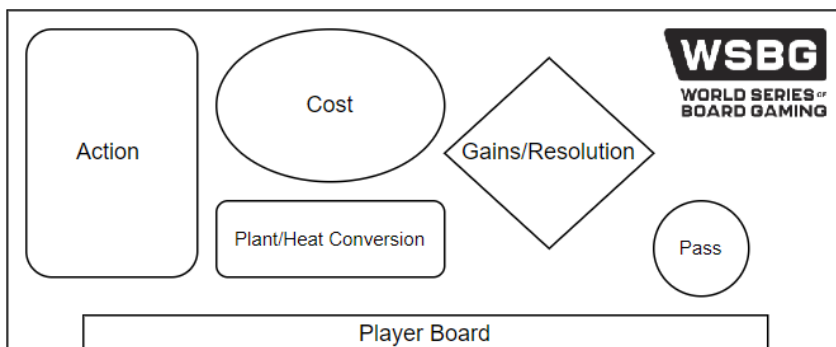 WSBG
WORLD SERIES OF
BOARD GAMING
Cost
Action
Gains/Resolution
Plant/Heat Conversion
Pass
Player Board